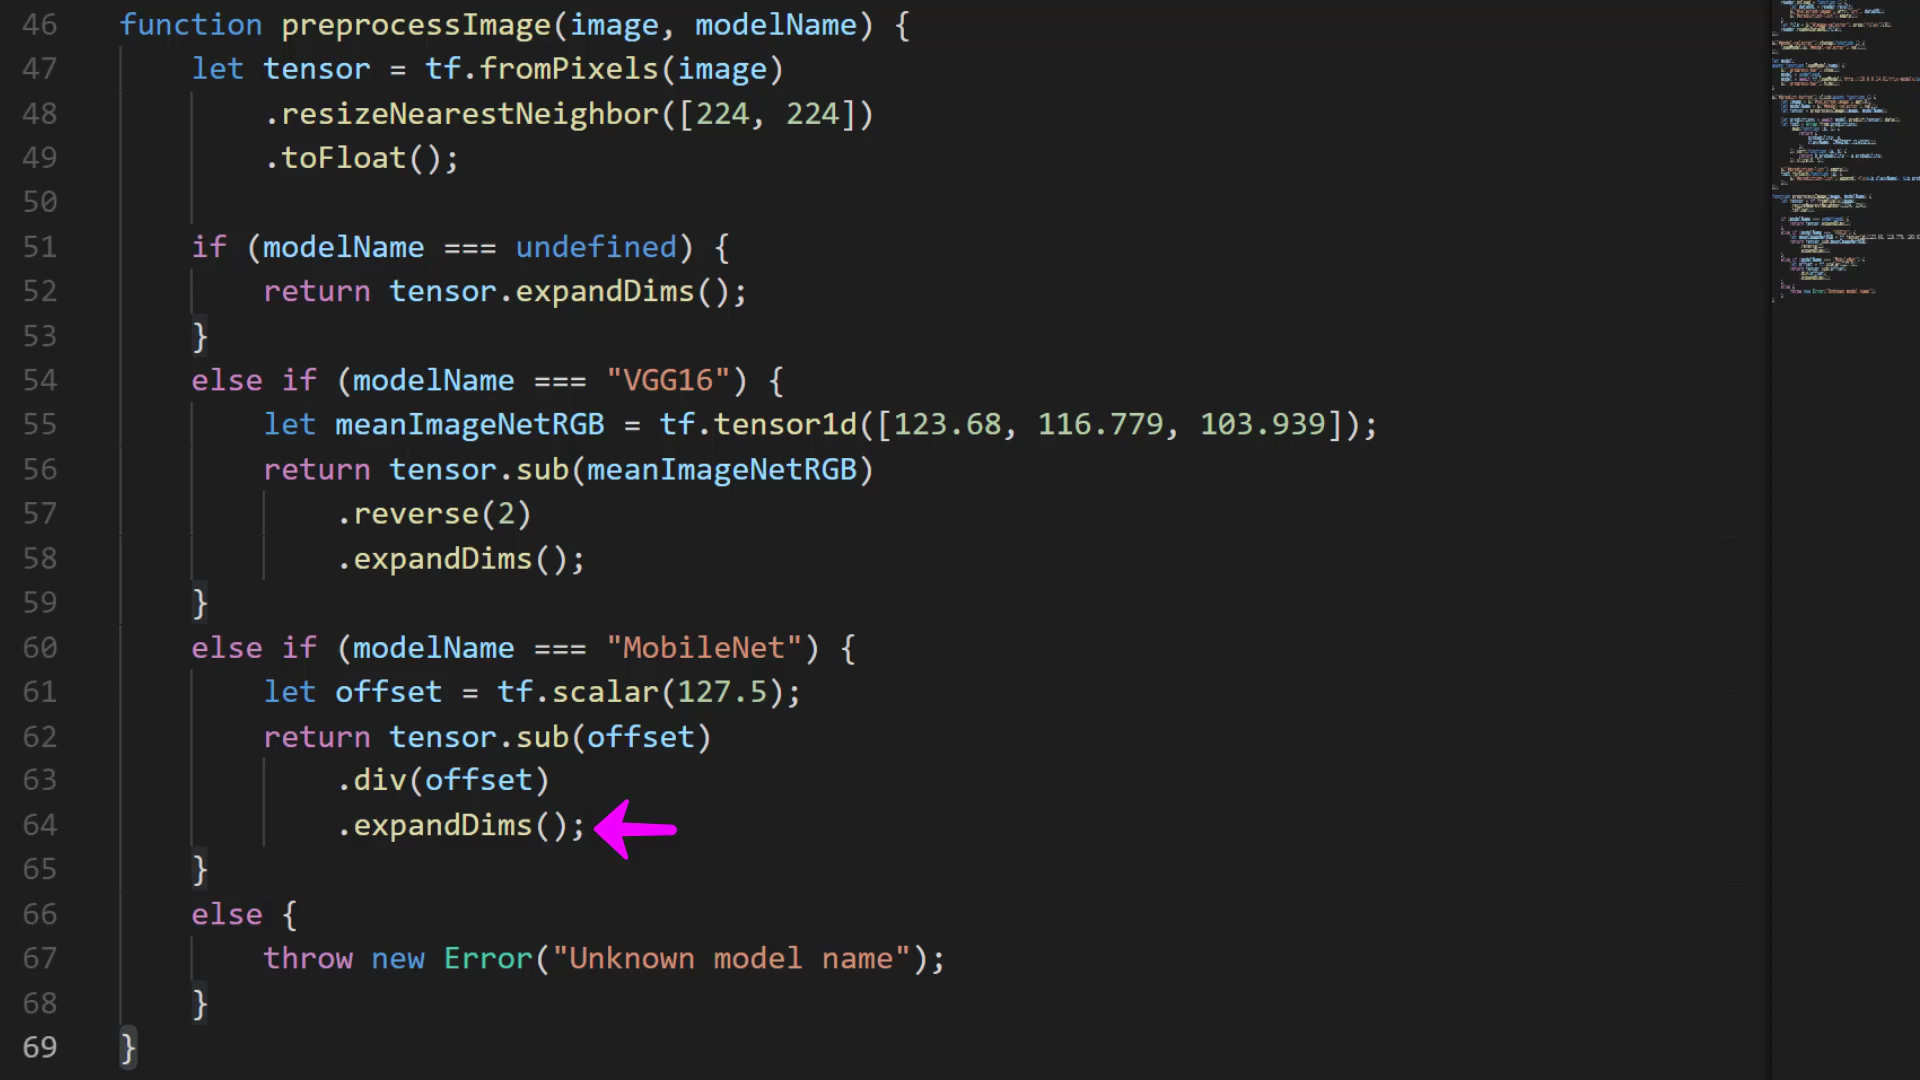 46 function preprocessImage(image, modelName) {
47 let tensor = tf.fromPixels(image)
48 .resizeNearestNeighbor([224, 224])
49 .toFloat();
50
51 if (modelName === undefined) {
52 return tensor.expandDims();
53 }
54 else if (modelName === "VGG16") {
55 let meanImageNetRGB = tf.tensor1d([123.68, 116.779, 103.939]);
56 return tensor.sub(meanImageNetRGB)
57 .reverse(2)
58 .expandDims();
59 }
60 else if (modelName === "MobileNet") {
61 let offset = tf.scalar(127.5);
62 return tensor.sub(offset)
63 .div(offset)
64 .expandDims();
65 }
66 else {
67 throw new Error("Unknown model name");
68 }
69 }